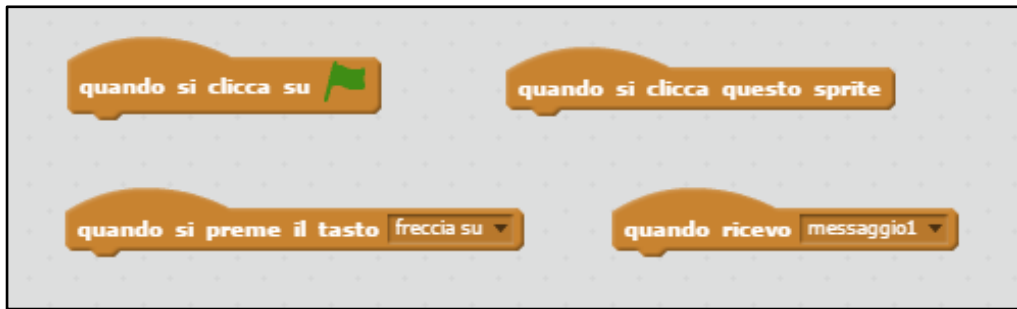 quando si clicca su
quando si clicca questo sprite
quando si preme il tasto freccia su
quando ricevo messaggio1